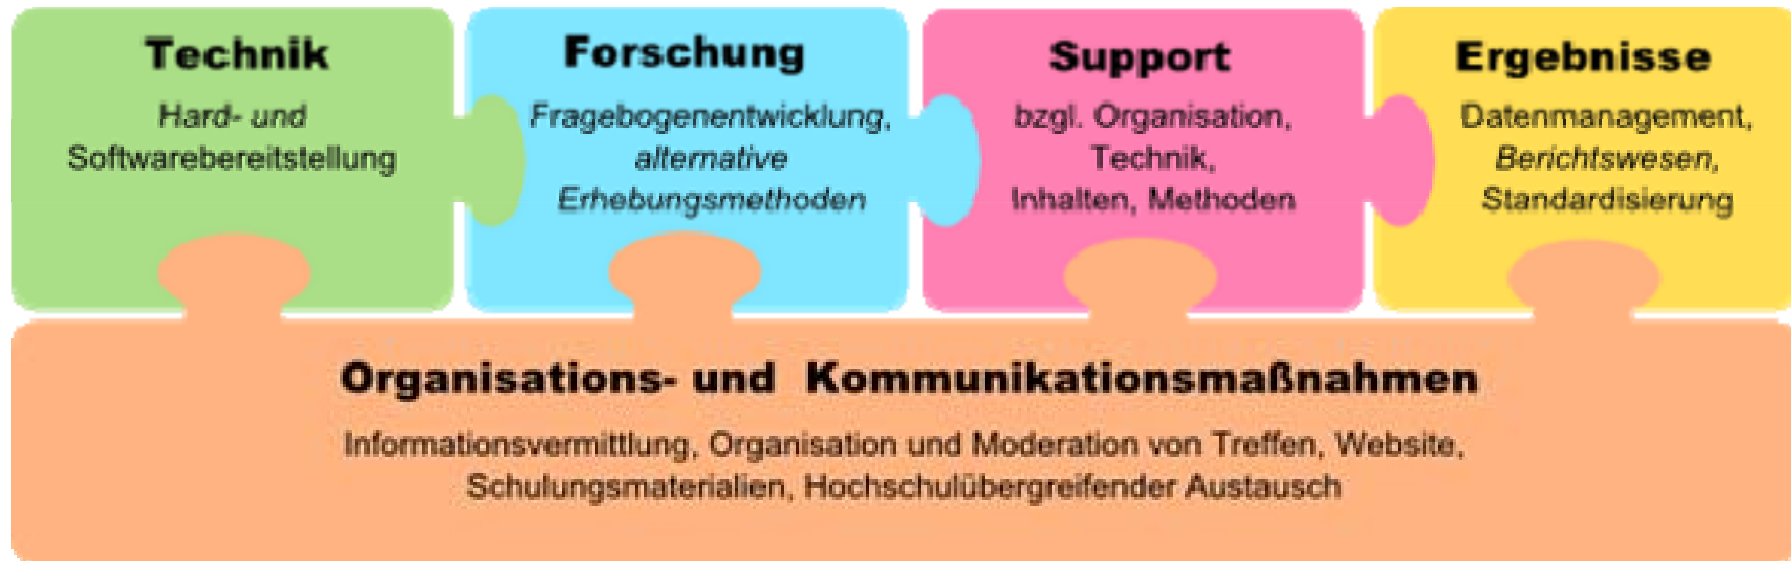 Technik
Hard- und
Softwarebereitstellung
Forschung
Fragebogenentwicklung,
alternative
Erhebungsmethoden
Support
bzgl. Organisation,
Technik,
Inhalten, Methoden
Ergebnisse
Datenmanagement,
Berichtswesen,
Standardisierung
Organisations- und Kommunikationsmaßnahmen
Informationsvermittlung, Organisation und Moderation von Treffen, Website,
Schulungsmaterialien, Hochschulübergreifender Austausch